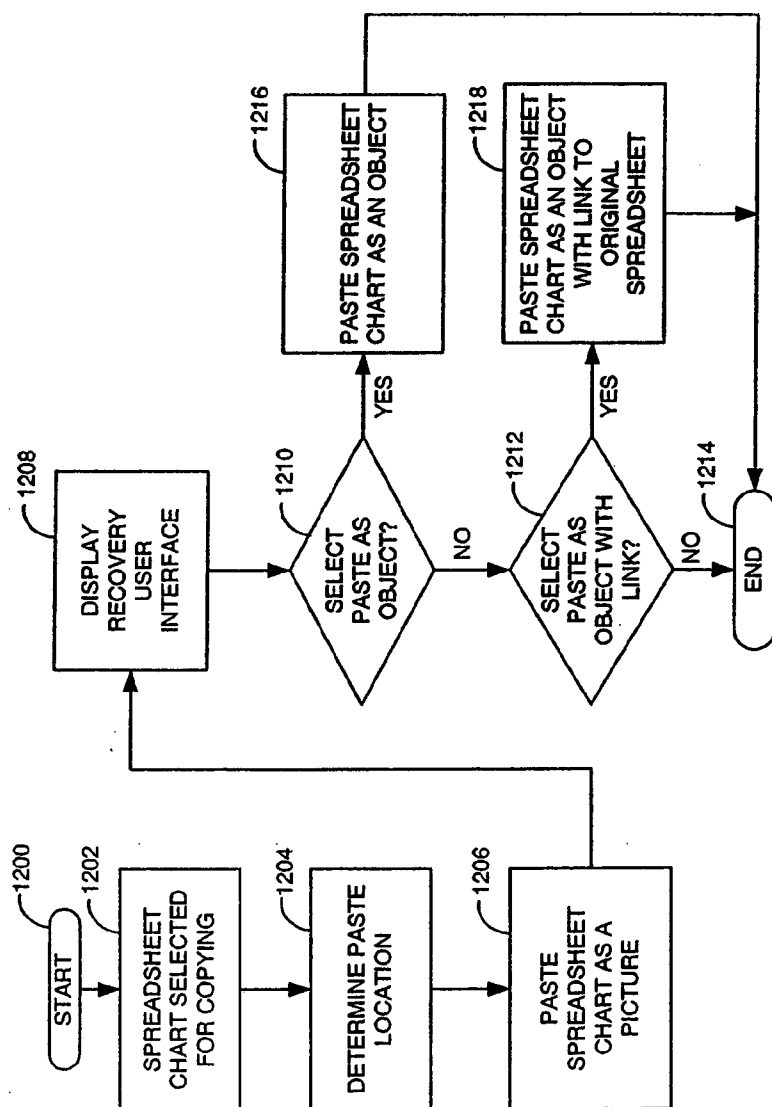 1200
START
1202
SPREADSHEET
CHART SELECTED
FOR COPYING
1204
DETERMINE PASTE
LOCATION
1206
PASTE
SPREADSHEET
CHART AS A
PICTURE
1208
DISPLAY
RECOVERY
USER
INTERFACE
1210
SELECT
PASTE AS
OBJECT?
YES
NO
1216
PASTE SPREADSHEET
CHART AS AN OBJECT
1212
SELECT
PASTE AS
OBJECT WITH
LINK?
YES
NO
1218
PASTE SPREADSHEET
CHART AS AN OBJECT
WITH LINK TO
ORIGINAL
SPREADSHEET
1214
END